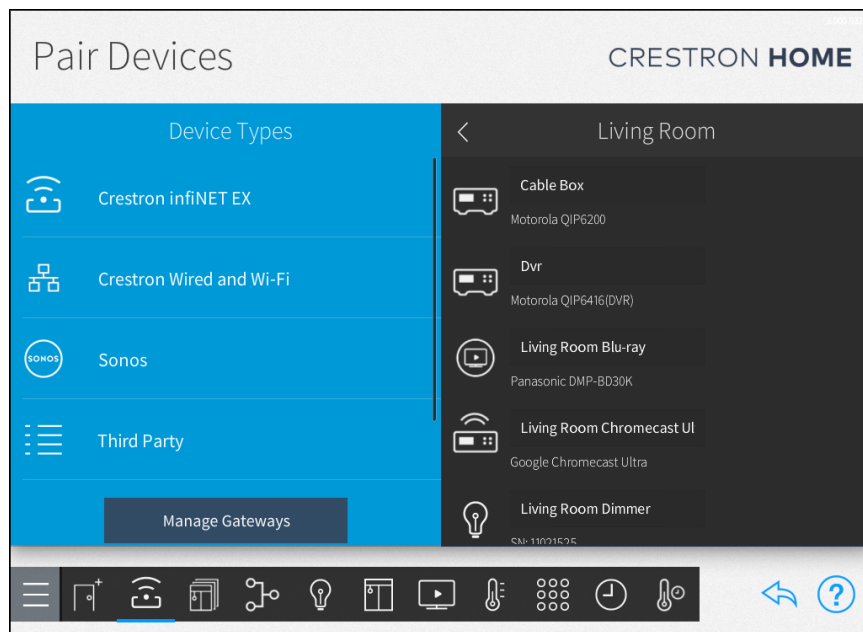 Pair Devices
CRESTRON HOME
Device Types
Crestron infiNET EX
Crestron Wired and Wi-Fi
SONOS
Sonos
Third Party
Manage Gateways
Living Room
Cable Box
Motorola QIP6200
Dvr
Motorola QIP6416(DVR)
Living Room Blu-ray
Panasonic DMP-BD30K
Living Room Chromecast Ul
Google Chromecast Ultra
Living Room Dimmer
SN: 11021525
?